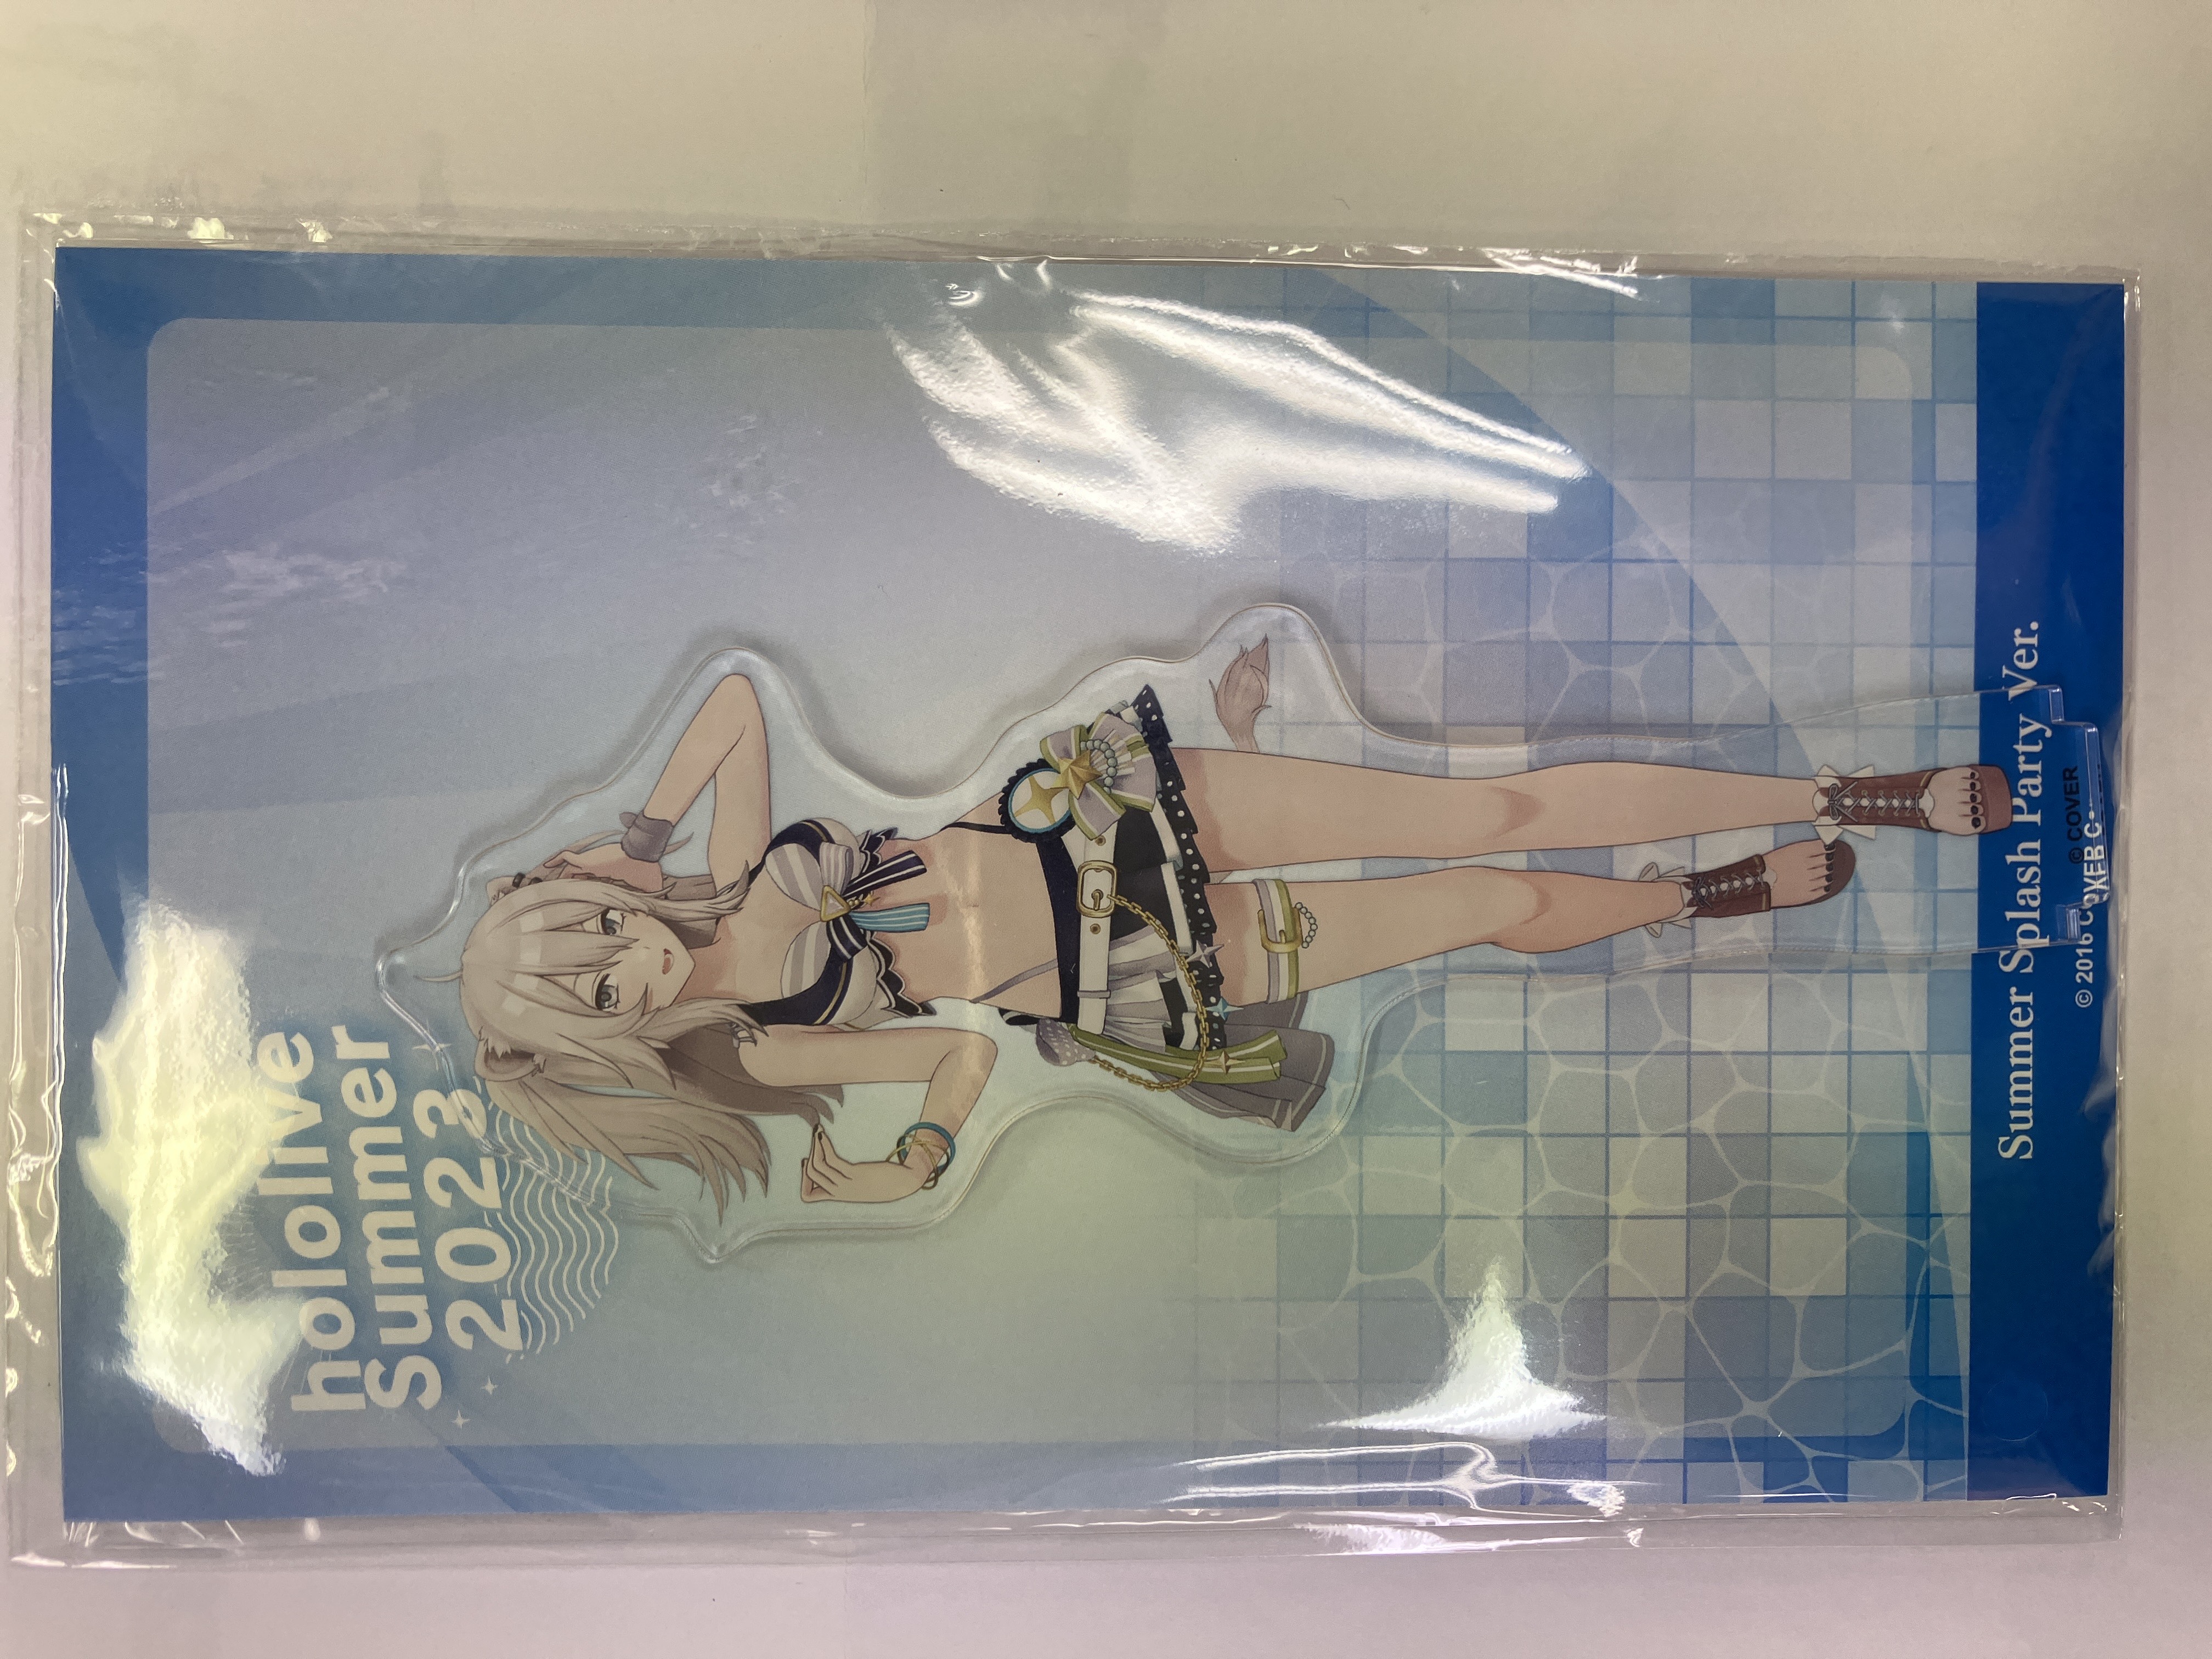 hololive
Summer
2023
Summer Splash Party Ver.
© COVER
© 2016 COVER C